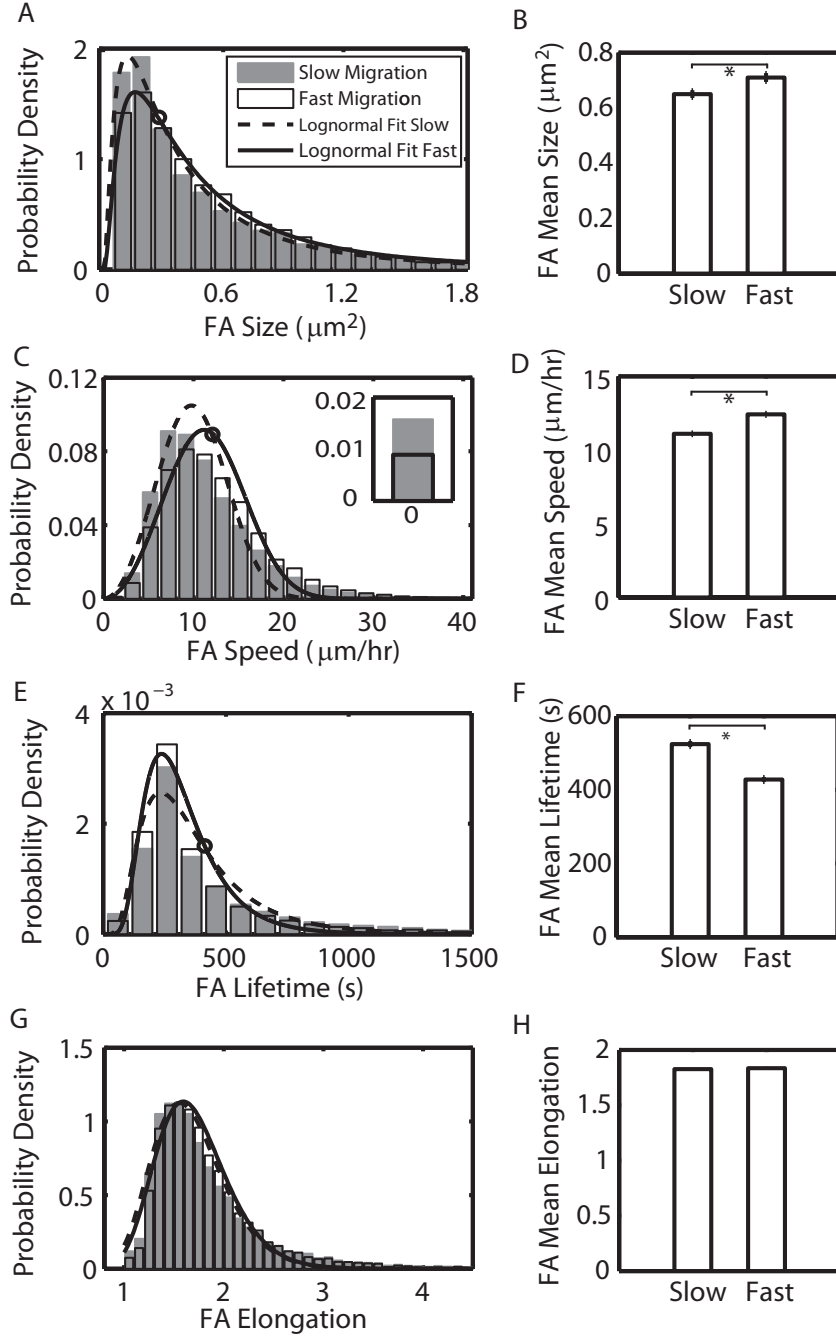 A
Probability Density
2
1
0
0
0.6
1.2
1.8
FA Size (μm²)
Slow Migration
Fast Migration
Lognormal Fit Slow
Lognormal Fit Fast
B
FA Mean Size (μm²)
0.8
0.6
0.4
0.2
0
*
Slow
Fast
C
Probability Density
0.12
0.08
0.04
0
0
10
20
30
40
FA Speed (μm/hr)
0.02
0.01
0
0
D
FA Mean Speed (μm/hr)
15
10
5
0
*
Slow
Fast
E
x 10⁻³
Probability Density
4
2
0
0
500
1000
1500
FA Lifetime (s)
F
FA Mean Lifetime (s)
600
400
200
0
*
Slow
Fast
G
Probability Density
1.5
1
0.5
0
1
2
3
4
FA Elongation
H
FA Mean Elongation
2
1.5
1
0.5
0
Slow
Fast